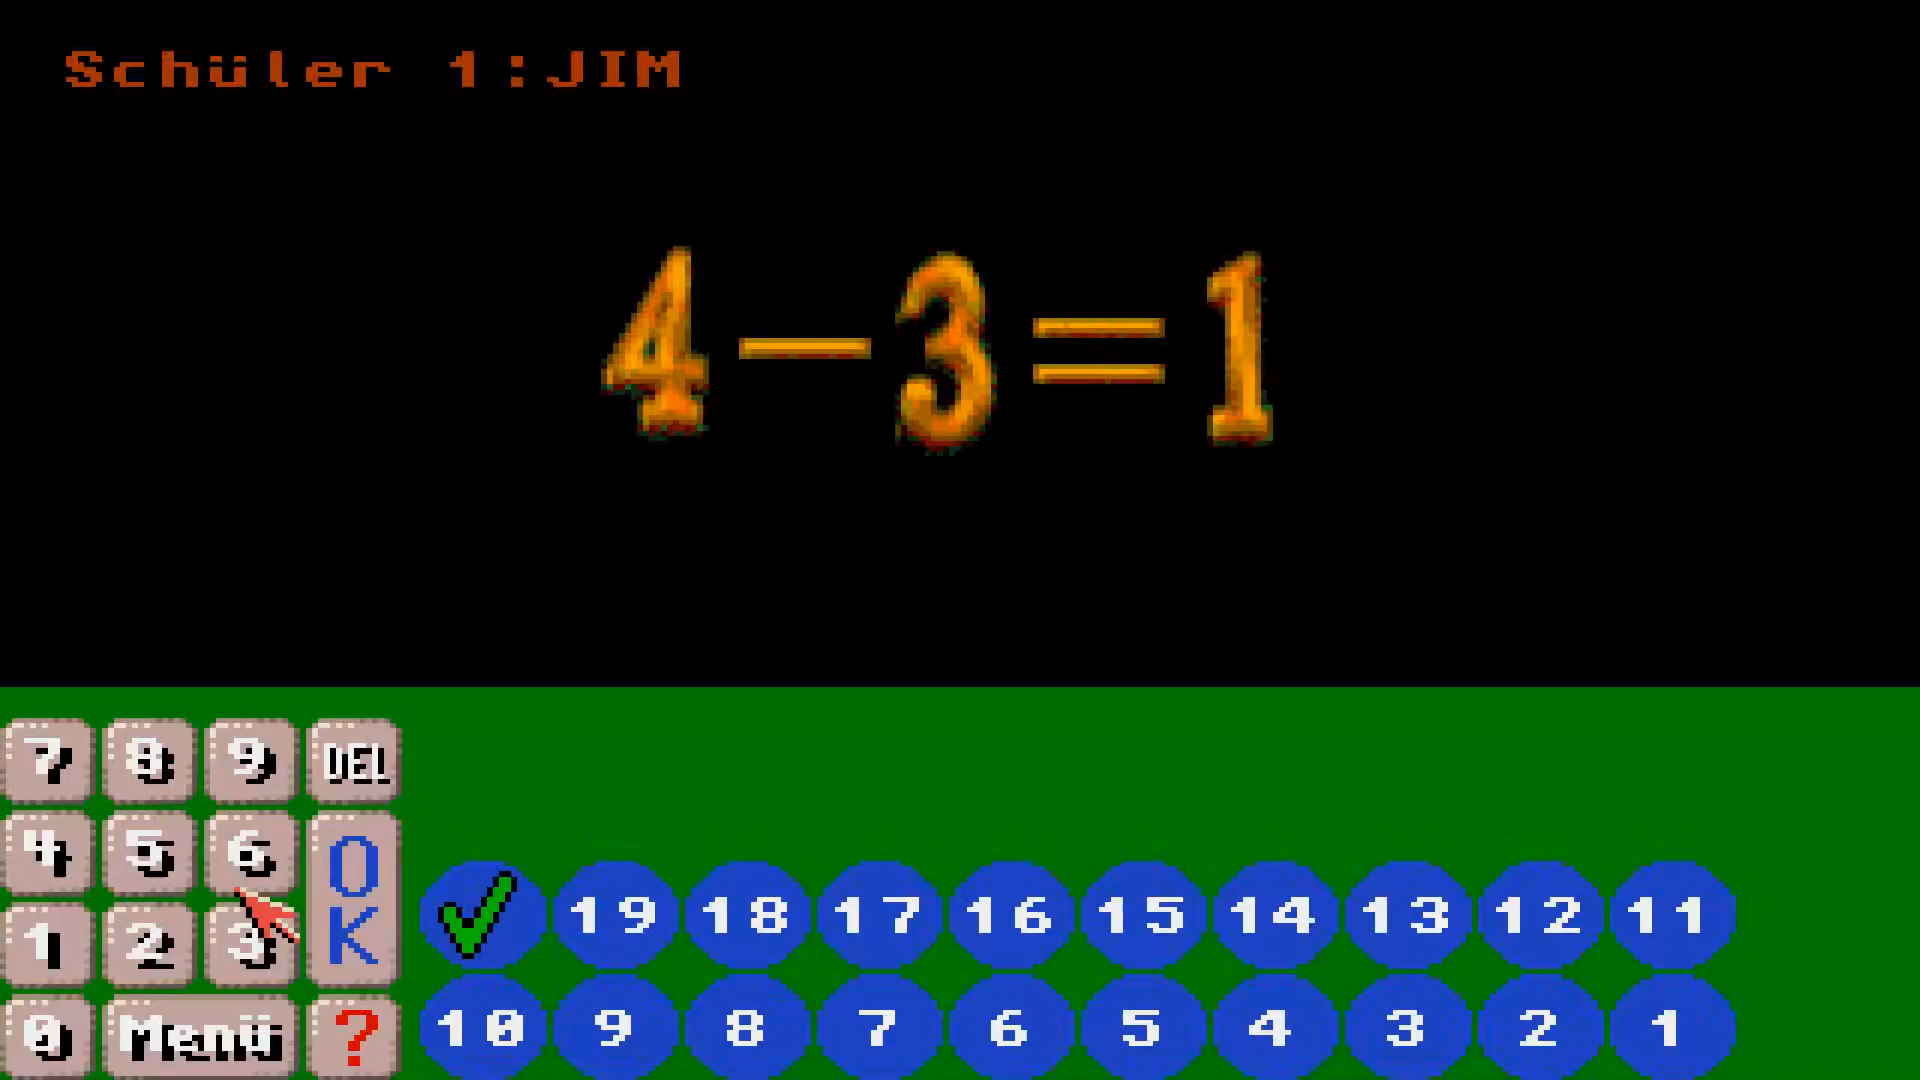 Schüler 1:JIM
4-3=1
7 8 9 DEL
4 5 6 OK
1 2 3
0 Menü ?
19 18 17 16 15 14 13 12 11
10 9 8 7 6 5 4 3 2 1